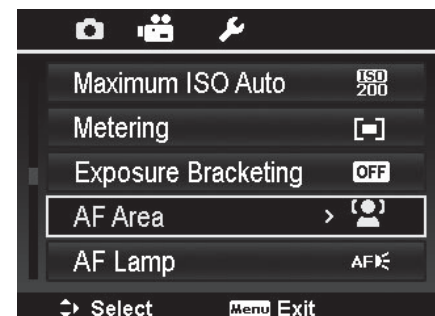 Maximum ISO Auto ISO 200
Metering
Exposure Bracketing OFF
AF Area >
AF Lamp AF
Select Menu Exit